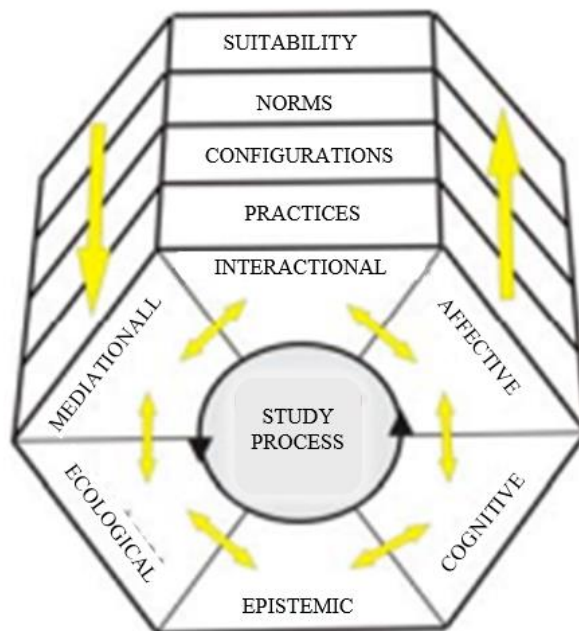 SUITABILITY
NORMS
CONFIGURATIONS
PRACTICES
INTERACTIONAL
MEDIATIONALL
AFFECTIVE
STUDY
PROCESS
ECOLOGICAL
COGNITIVE
EPISTEMIC